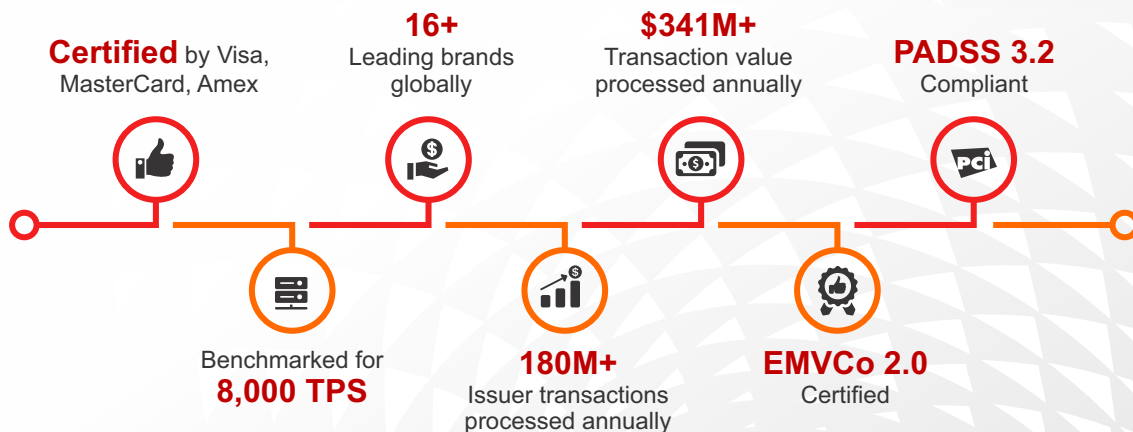 Certified by Visa,
MasterCard, Amex
16+
Leading brands
globally
$341M+
Transaction value
processed annually
PADSS 3.2
Compliant
PCi
Benchmarked for
8,000 TPS
180M+
Issuer transactions
processed annually
EMVCo 2.0
Certified